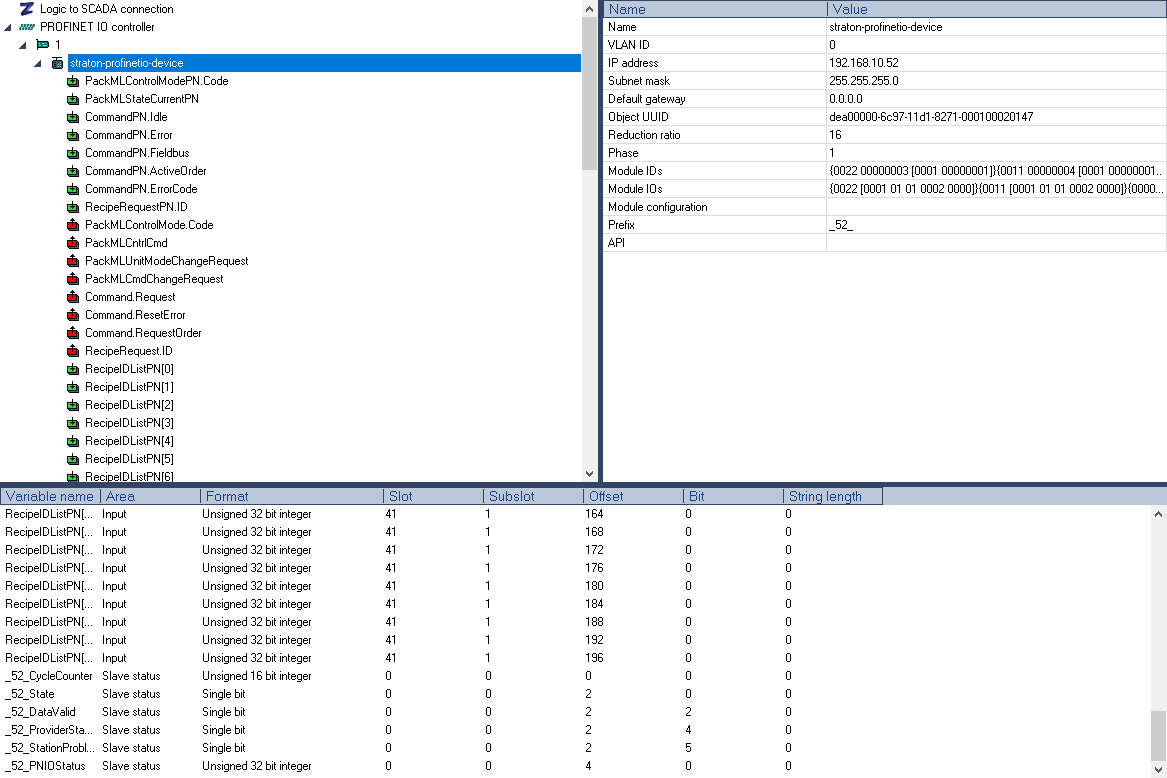 Logic to SCADA connection
PROFINET IO controller
1
straton-profinetio-device
PackMLControlModePN.Code
PackMLStateCurrentPN
CommandPN.Idle
CommandPN.Error
CommandPN.Fieldbus
CommandPN.ActiveOrder
CommandPN.ErrorCode
RecipeRequestPN.ID
PackMLControlMode.Code
PackMLCntrlCmd
PackMLUnitModeChangeRequest
PackMLCmdChangeRequest
Command.Request
Command.ResetError
Command.RequestOrder
RecipeRequest.ID
RecipeIDListPN[0]
RecipeIDListPN[1]
RecipeIDListPN[2]
RecipeIDListPN[3]
RecipeIDListPN[4]
RecipeIDListPN[5]
RecipeIDListPN[6]
Name Value
Name straton-profinetio-device
VLAN ID 0
IP address 192.168.10.52
Subnet mask 255.255.255.0
Default gateway 0.0.0.0
Object UUID dea00000-6c97-11d1-8271-000100020147
Reduction ratio 16
Phase 1
Module IDs {0022 00000003 [0001 00000001]}{0011 00000004 [0001 00000001...
Module IOs {0022 [0001 01 01 0002 0000]}{0011 [0001 01 01 0002 0000]}{0000...
Module configuration
Prefix _52_
API
Variable name Area Format Slot Subslot Offset Bit String length
RecipeIDListPN[... Input Unsigned 32 bit integer 41 1 164 0 0
RecipeIDListPN[... Input Unsigned 32 bit integer 41 1 168 0 0
RecipeIDListPN[... Input Unsigned 32 bit integer 41 1 172 0 0
RecipeIDListPN[... Input Unsigned 32 bit integer 41 1 176 0 0
RecipeIDListPN[... Input Unsigned 32 bit integer 41 1 180 0 0
RecipeIDListPN[... Input Unsigned 32 bit integer 41 1 184 0 0
RecipeIDListPN[... Input Unsigned 32 bit integer 41 1 188 0 0
RecipeIDListPN[... Input Unsigned 32 bit integer 41 1 192 0 0
RecipeIDListPN[... Input Unsigned 32 bit integer 41 1 196 0 0
_52_CycleCounter Slave status Unsigned 16 bit integer 0 0 0 0 0
_52_State Slave status Single bit 0 0 2 0 0
_52_DataValid Slave status Single bit 0 0 2 2 0
_52_ProviderSta... Slave status Single bit 0 0 2 4 0
_52_StationProbl... Slave status Single bit 0 0 2 5 0
_52_PNIOStatus Slave status Unsigned 32 bit integer 0 0 4 0 0